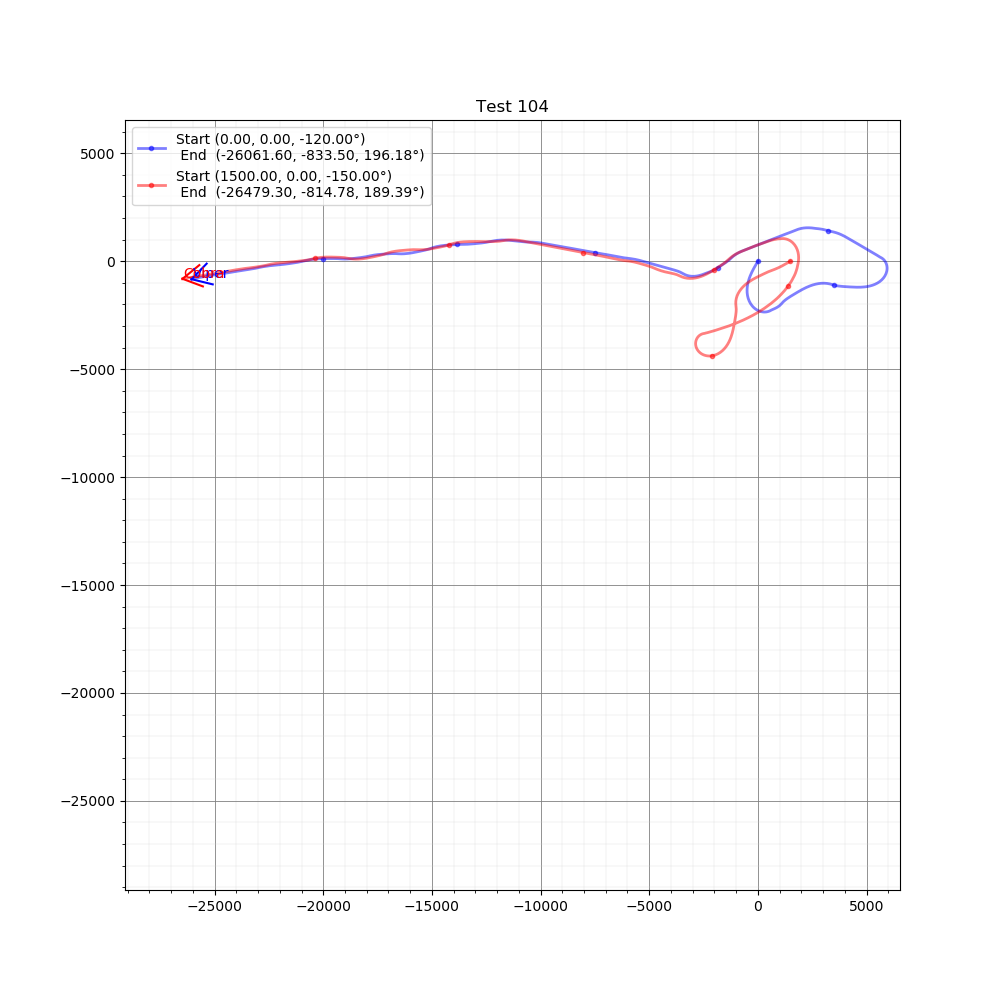 Test 104
Start (0.00, 0.00, -120.00°)
End (-26061.60, -833.50, 196.18°)
Start (1500.00, 0.00, -150.00°)
End (-26479.30, -814.78, 189.39°)
5000
0
−5000
−10000
−15000
−20000
−25000
−25000 −20000 −15000 −10000 −5000 0 5000